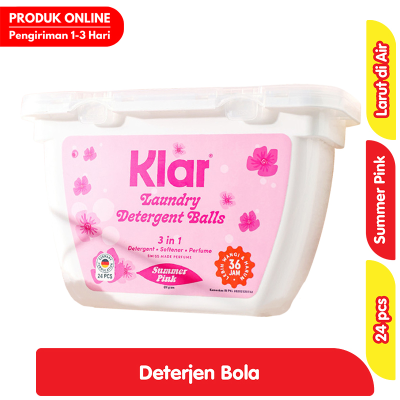 PRODUK ONLINE
Pengiriman 1-3 Hari
Klar
Laundry
Detergent Balls
3 in 1
Detergent • Softener • Perfume
SWISS MADE PERFUME
Summer
Pink
24 PCS
36
JAM
Larut di Air
Summer Pink
24 pcs
Deterjen Bola